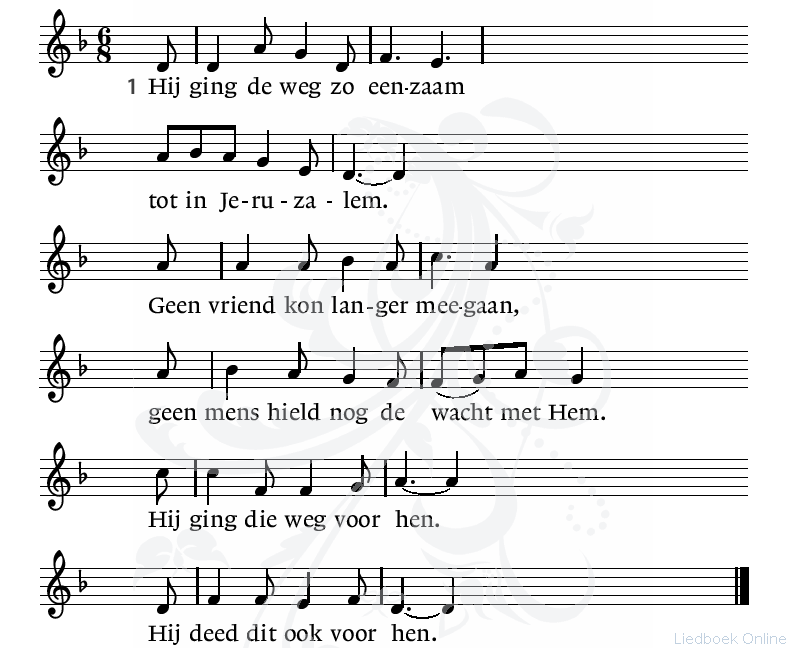 6
8
1 Hij ging de weg zo een-zaam
tot in Je-ru-za-lem.
Geen vriend kon lan-ger mee-gaan,
geen mens hield nog de wacht met Hem.
Hij ging die weg voor hen.
Hij deed dit ook voor hen.
Liedboek Online